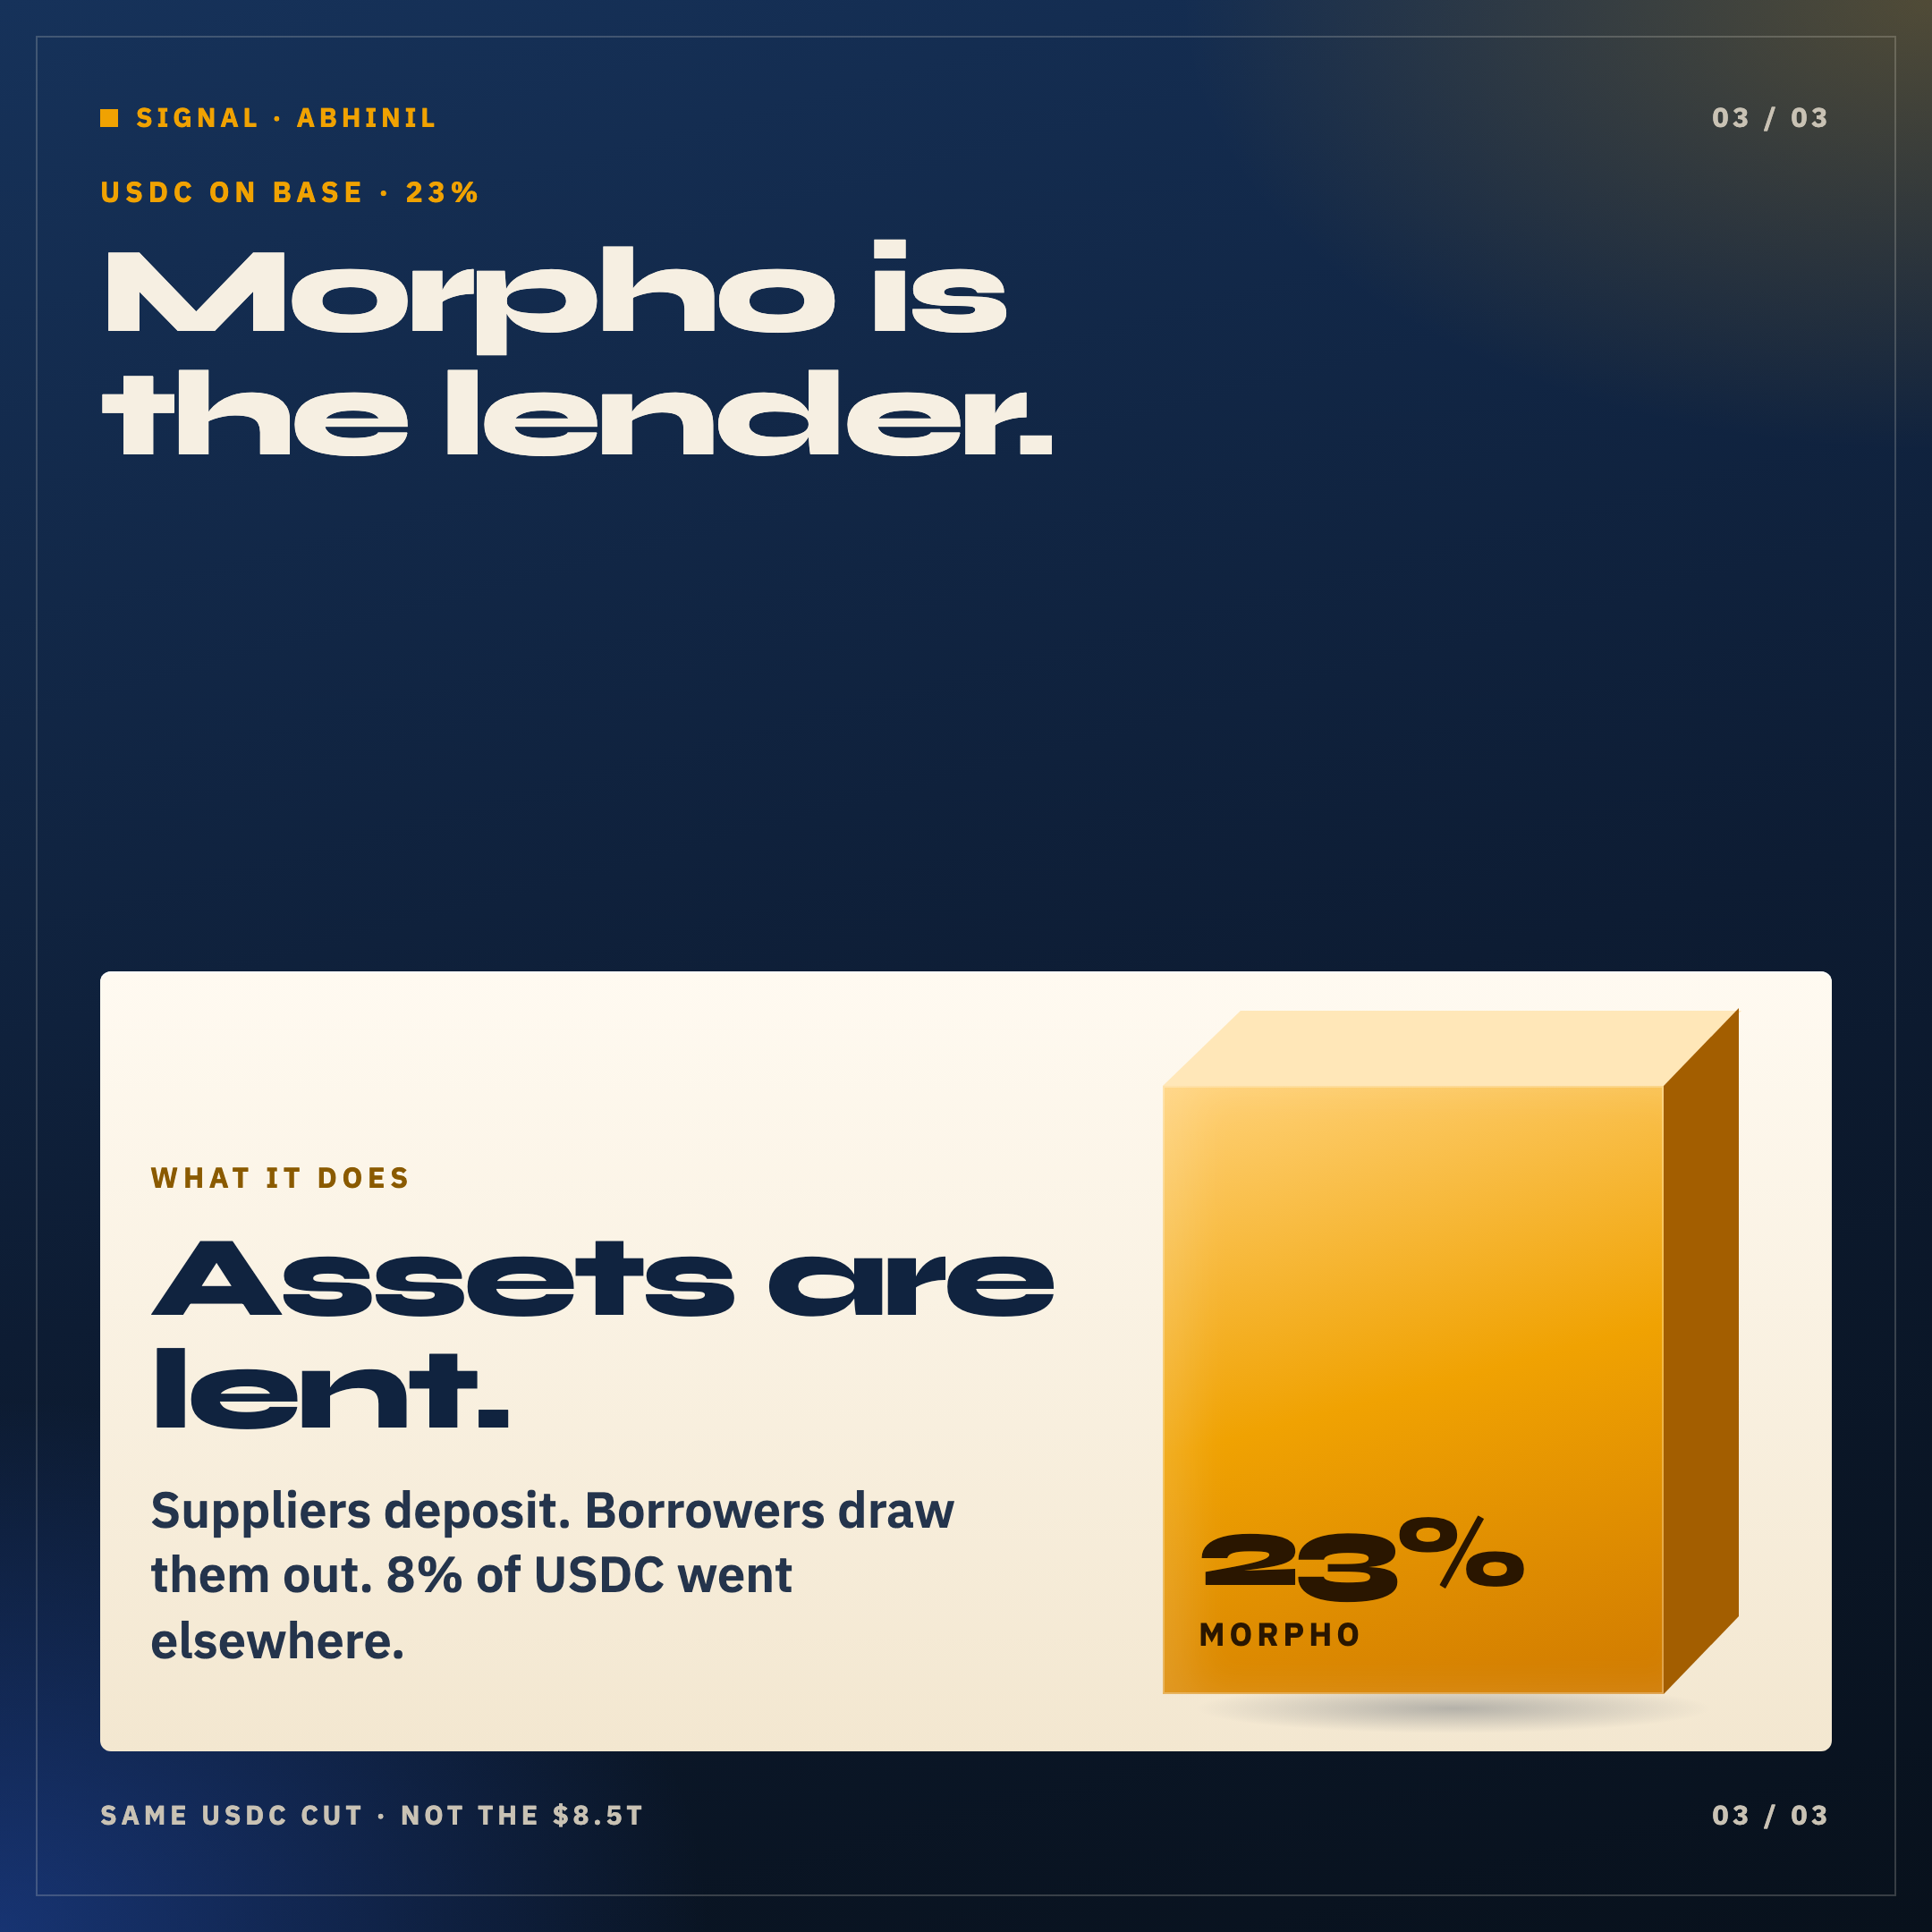 SIGNAL · ABHINIL
03 / 03
USDC ON BASE · 23%
Morpho is
the lender.
WHAT IT DOES
Assets are
lent.
Suppliers deposit. Borrowers draw
them out. 8% of USDC went
elsewhere.
23%
MORPHO
SAME USDC CUT · NOT THE $8.5T
03 / 03